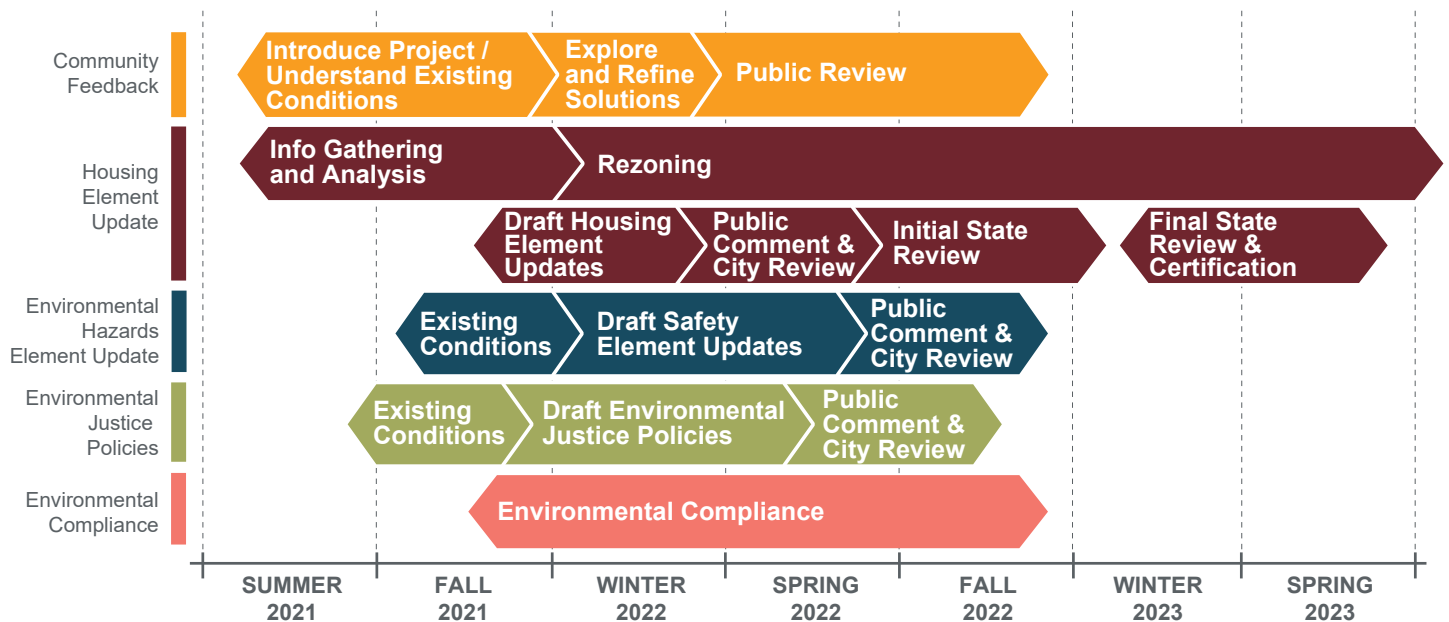 Community
Feedback
Introduce Project /
Understand Existing
Conditions
Explore
and Refine
Solutions
Public Review
Housing
Element
Update
Info Gathering
and Analysis
Rezoning
Draft Housing
Element
Updates
Public
Comment &
City Review
Initial State
Review
Final State
Review &
Certification
Environmental
Hazards
Element Update
Existing
Conditions
Draft Safety
Element Updates
Public
Comment &
City Review
Environmental
Justice
Policies
Existing
Conditions
Draft Environmental
Justice Policies
Public
Comment &
City Review
Environmental
Compliance
Environmental Compliance
SUMMER
2021
FALL
2021
WINTER
2022
SPRING
2022
FALL
2022
WINTER
2023
SPRING
2023